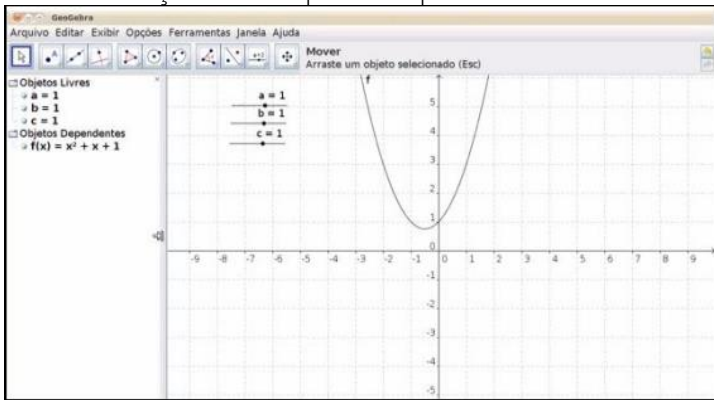 GeoGebra
Arquivo Editar Exibir Opções Ferramentas Janela Ajuda
Mover
Arraste um objeto selecionado (Esc)
Objetos Livres
a = 1
b = 1
c = 1
Objetos Dependentes
f(x) = x² + x + 1
a = 1
b = 1
c = 1
f
5
4
3
2
1
0
-9 -8 -7 -6 -5 -4 -3 -2 -1 0 1 2 3 4 5 6 7 8 9
-1
-2
-3
-4
-5